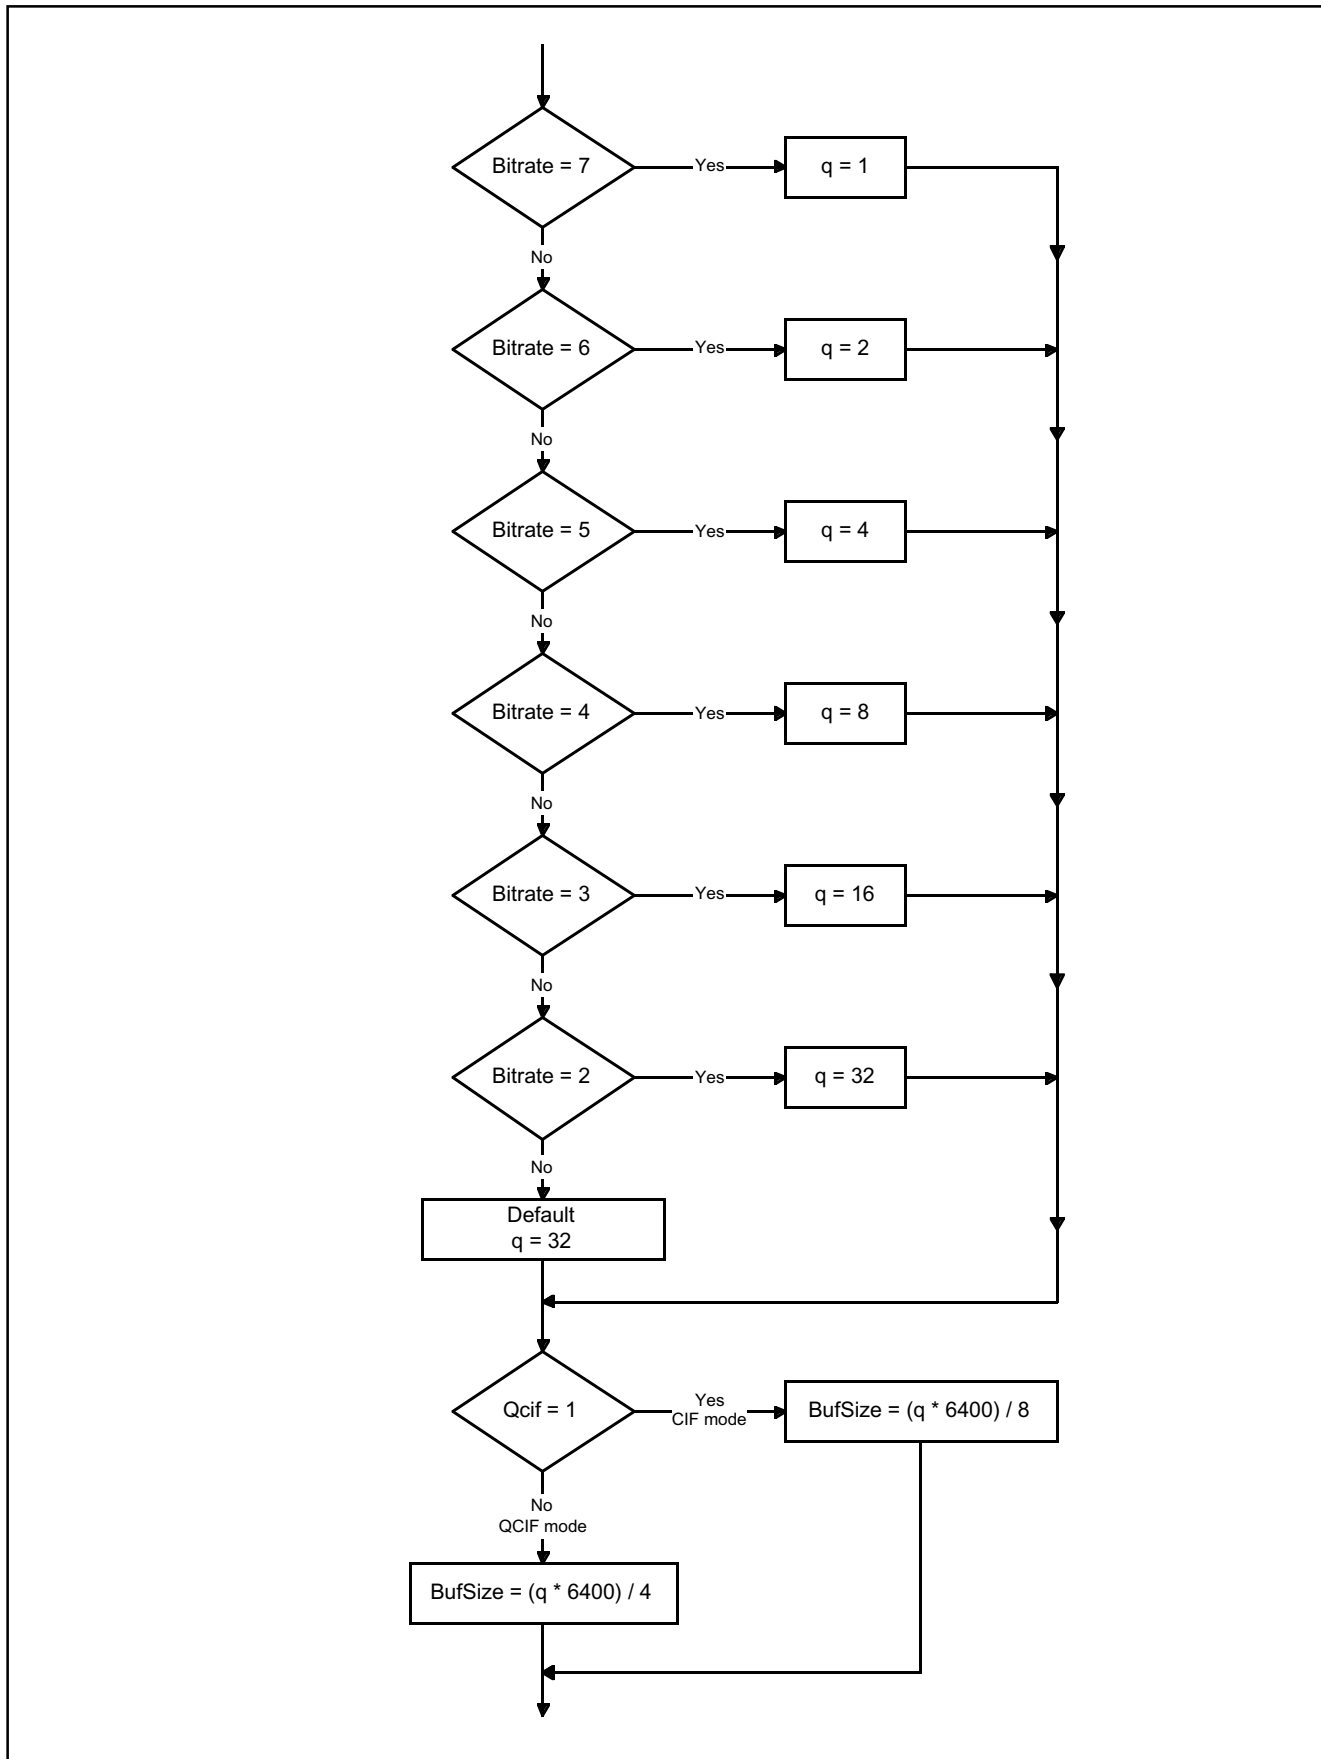 Bitrate = 7
Yes
q = 1
No
Bitrate = 6
Yes
q = 2
No
Bitrate = 5
Yes
q = 4
No
Bitrate = 4
Yes
q = 8
No
Bitrate = 3
Yes
q = 16
No
Bitrate = 2
Yes
q = 32
No
Default
q = 32
Qcif = 1
Yes
CIF mode
BufSize = (q * 6400) / 8
No
QCIF mode
BufSize = (q * 6400) / 4